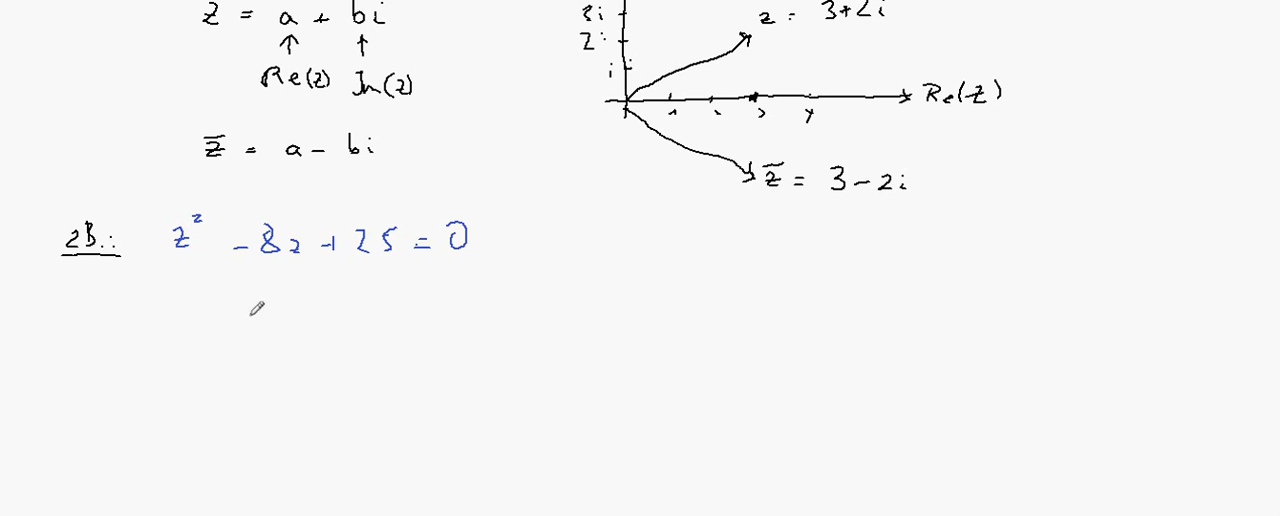 z = a + bi
Re(z) Im(z)
z̅ = a - bi
3i
2i
i
z = 3+2i
1 2 3 4
Re(z)
z̅ = 3-2i
zB.: z² - 8z + 25 = 0